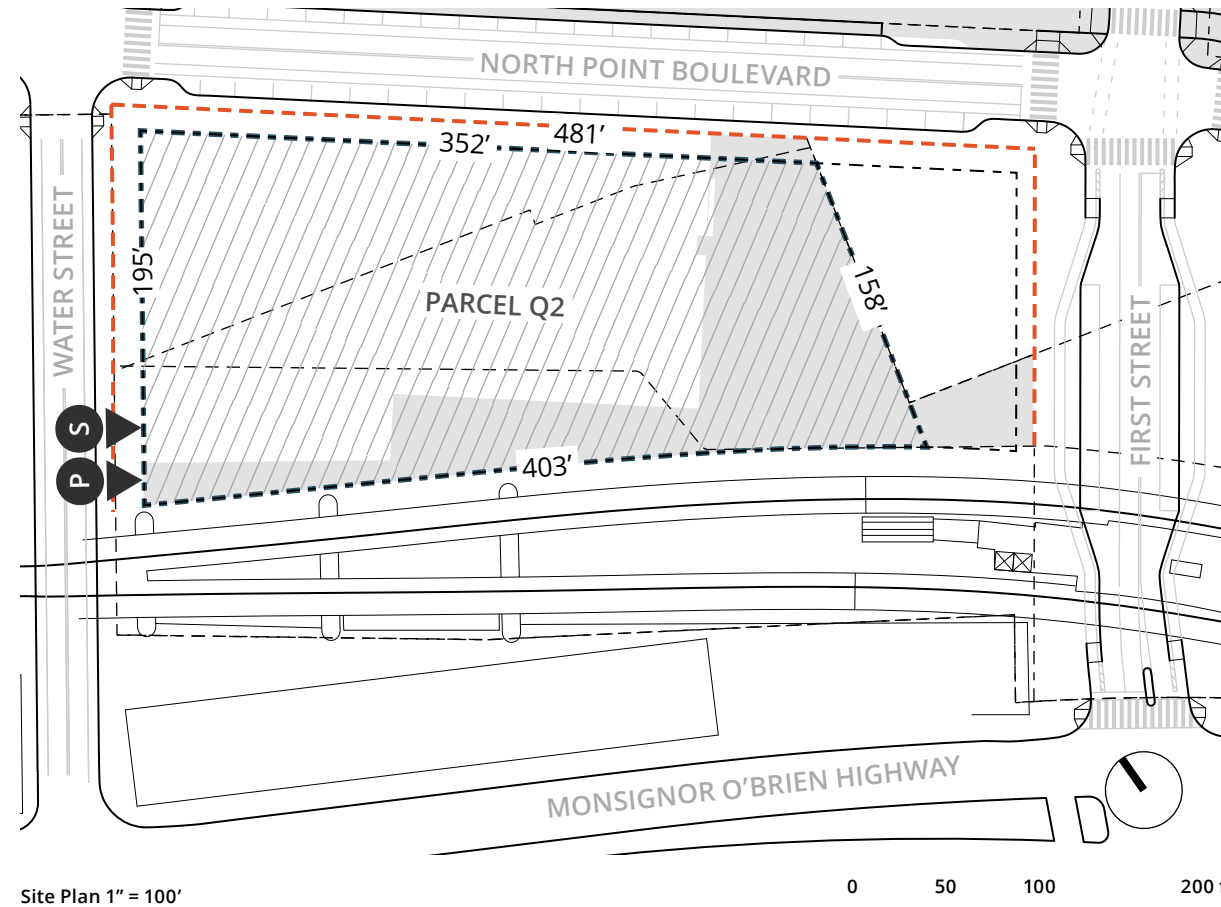 NORTH POINT BOULEVARD
481’
352’
WATER STREET
195’
158’
PARCEL Q2
FIRST STREET
S
P
403’
MONSIGNOR O’BRIEN HIGHWAY
Site Plan 1” = 100’
0 50 100 200